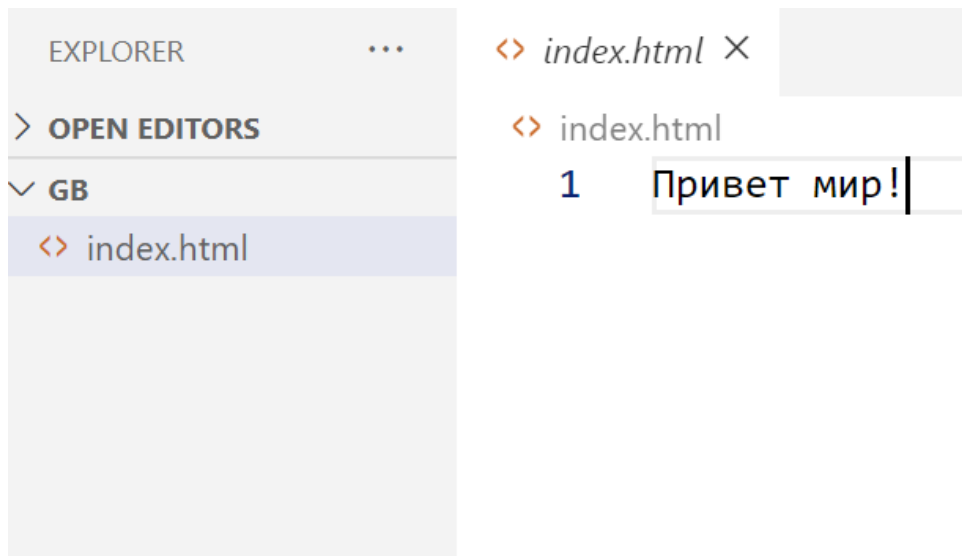 EXPLORER ...
index.html
OPEN EDITORS
GB
index.html
index.html
1 Привет мир!